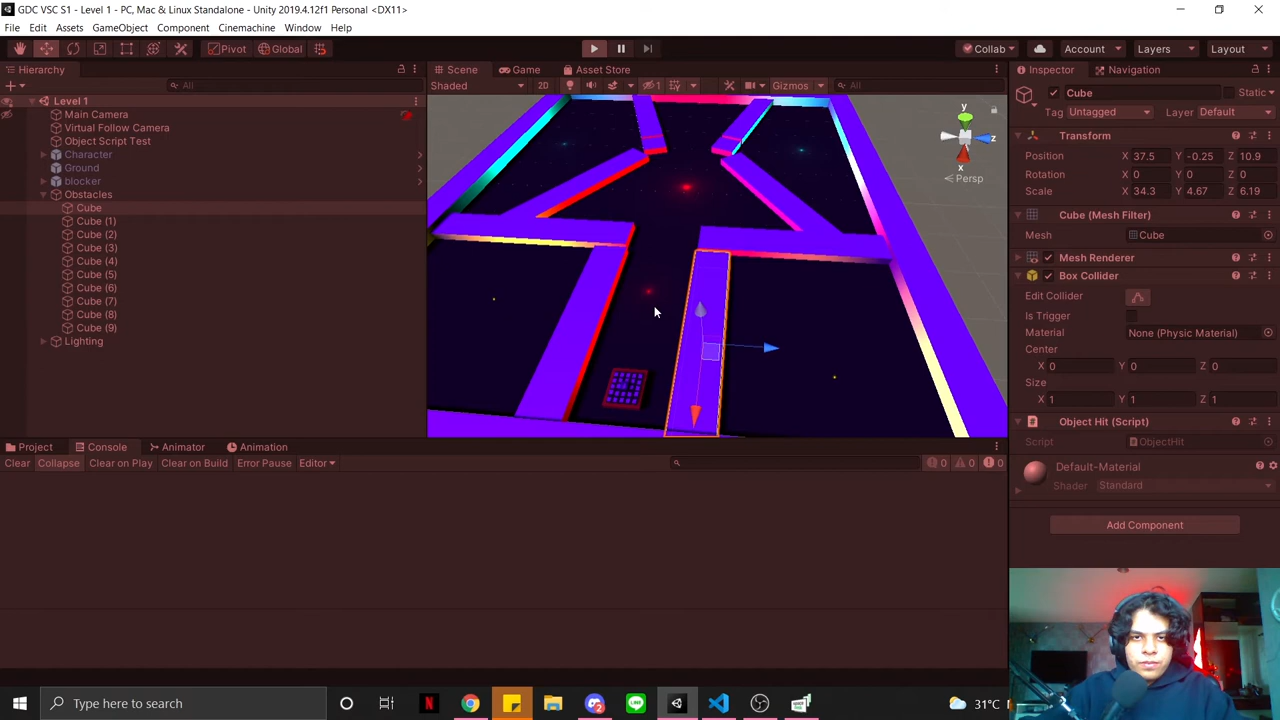 GDC VSC S1 - Level 1 - PC, Mac & Linux Standalone - Unity 2019.4.12f1 Personal <DX11>
File Edit Assets GameObject Component Cinemachine Window Help
Pivot Global Collab Account Layers Layout
Hierarchy
All
Level 1
Main Camera
Virtual Follow Camera
Object Script Test
Character
Ground
blocker
Obstacles
Cube
Cube (1)
Cube (2)
Cube (3)
Cube (4)
Cube (5)
Cube (6)
Cube (7)
Cube (8)
Cube (9)
Lighting
Scene Game Asset Store
Shaded 2D 1 Gizmos All
y
z
x
Persp
Inspector Navigation
Cube Static
Tag Untagged Layer Default
Transform
Position X 37.5 Y -0.25 Z 10.9
Rotation X 0 Y 0 Z 0
Scale X 34.3 Y 4.67 Z 6.19
Cube (Mesh Filter)
Mesh Cube
Mesh Renderer
Box Collider
Edit Collider
Is Trigger
Material None (Physic Material)
Center
X 0 Y 0 Z 0
Size
X 1 Y 1 Z 1
Object Hit (Script)
Script ObjectHit
Default-Material
Shader Standard
Add Component
Project Console Animator Animation
Clear Collapse Clear on Play Clear on Build Error Pause Editor
0 0 0
Type here to search
31°C